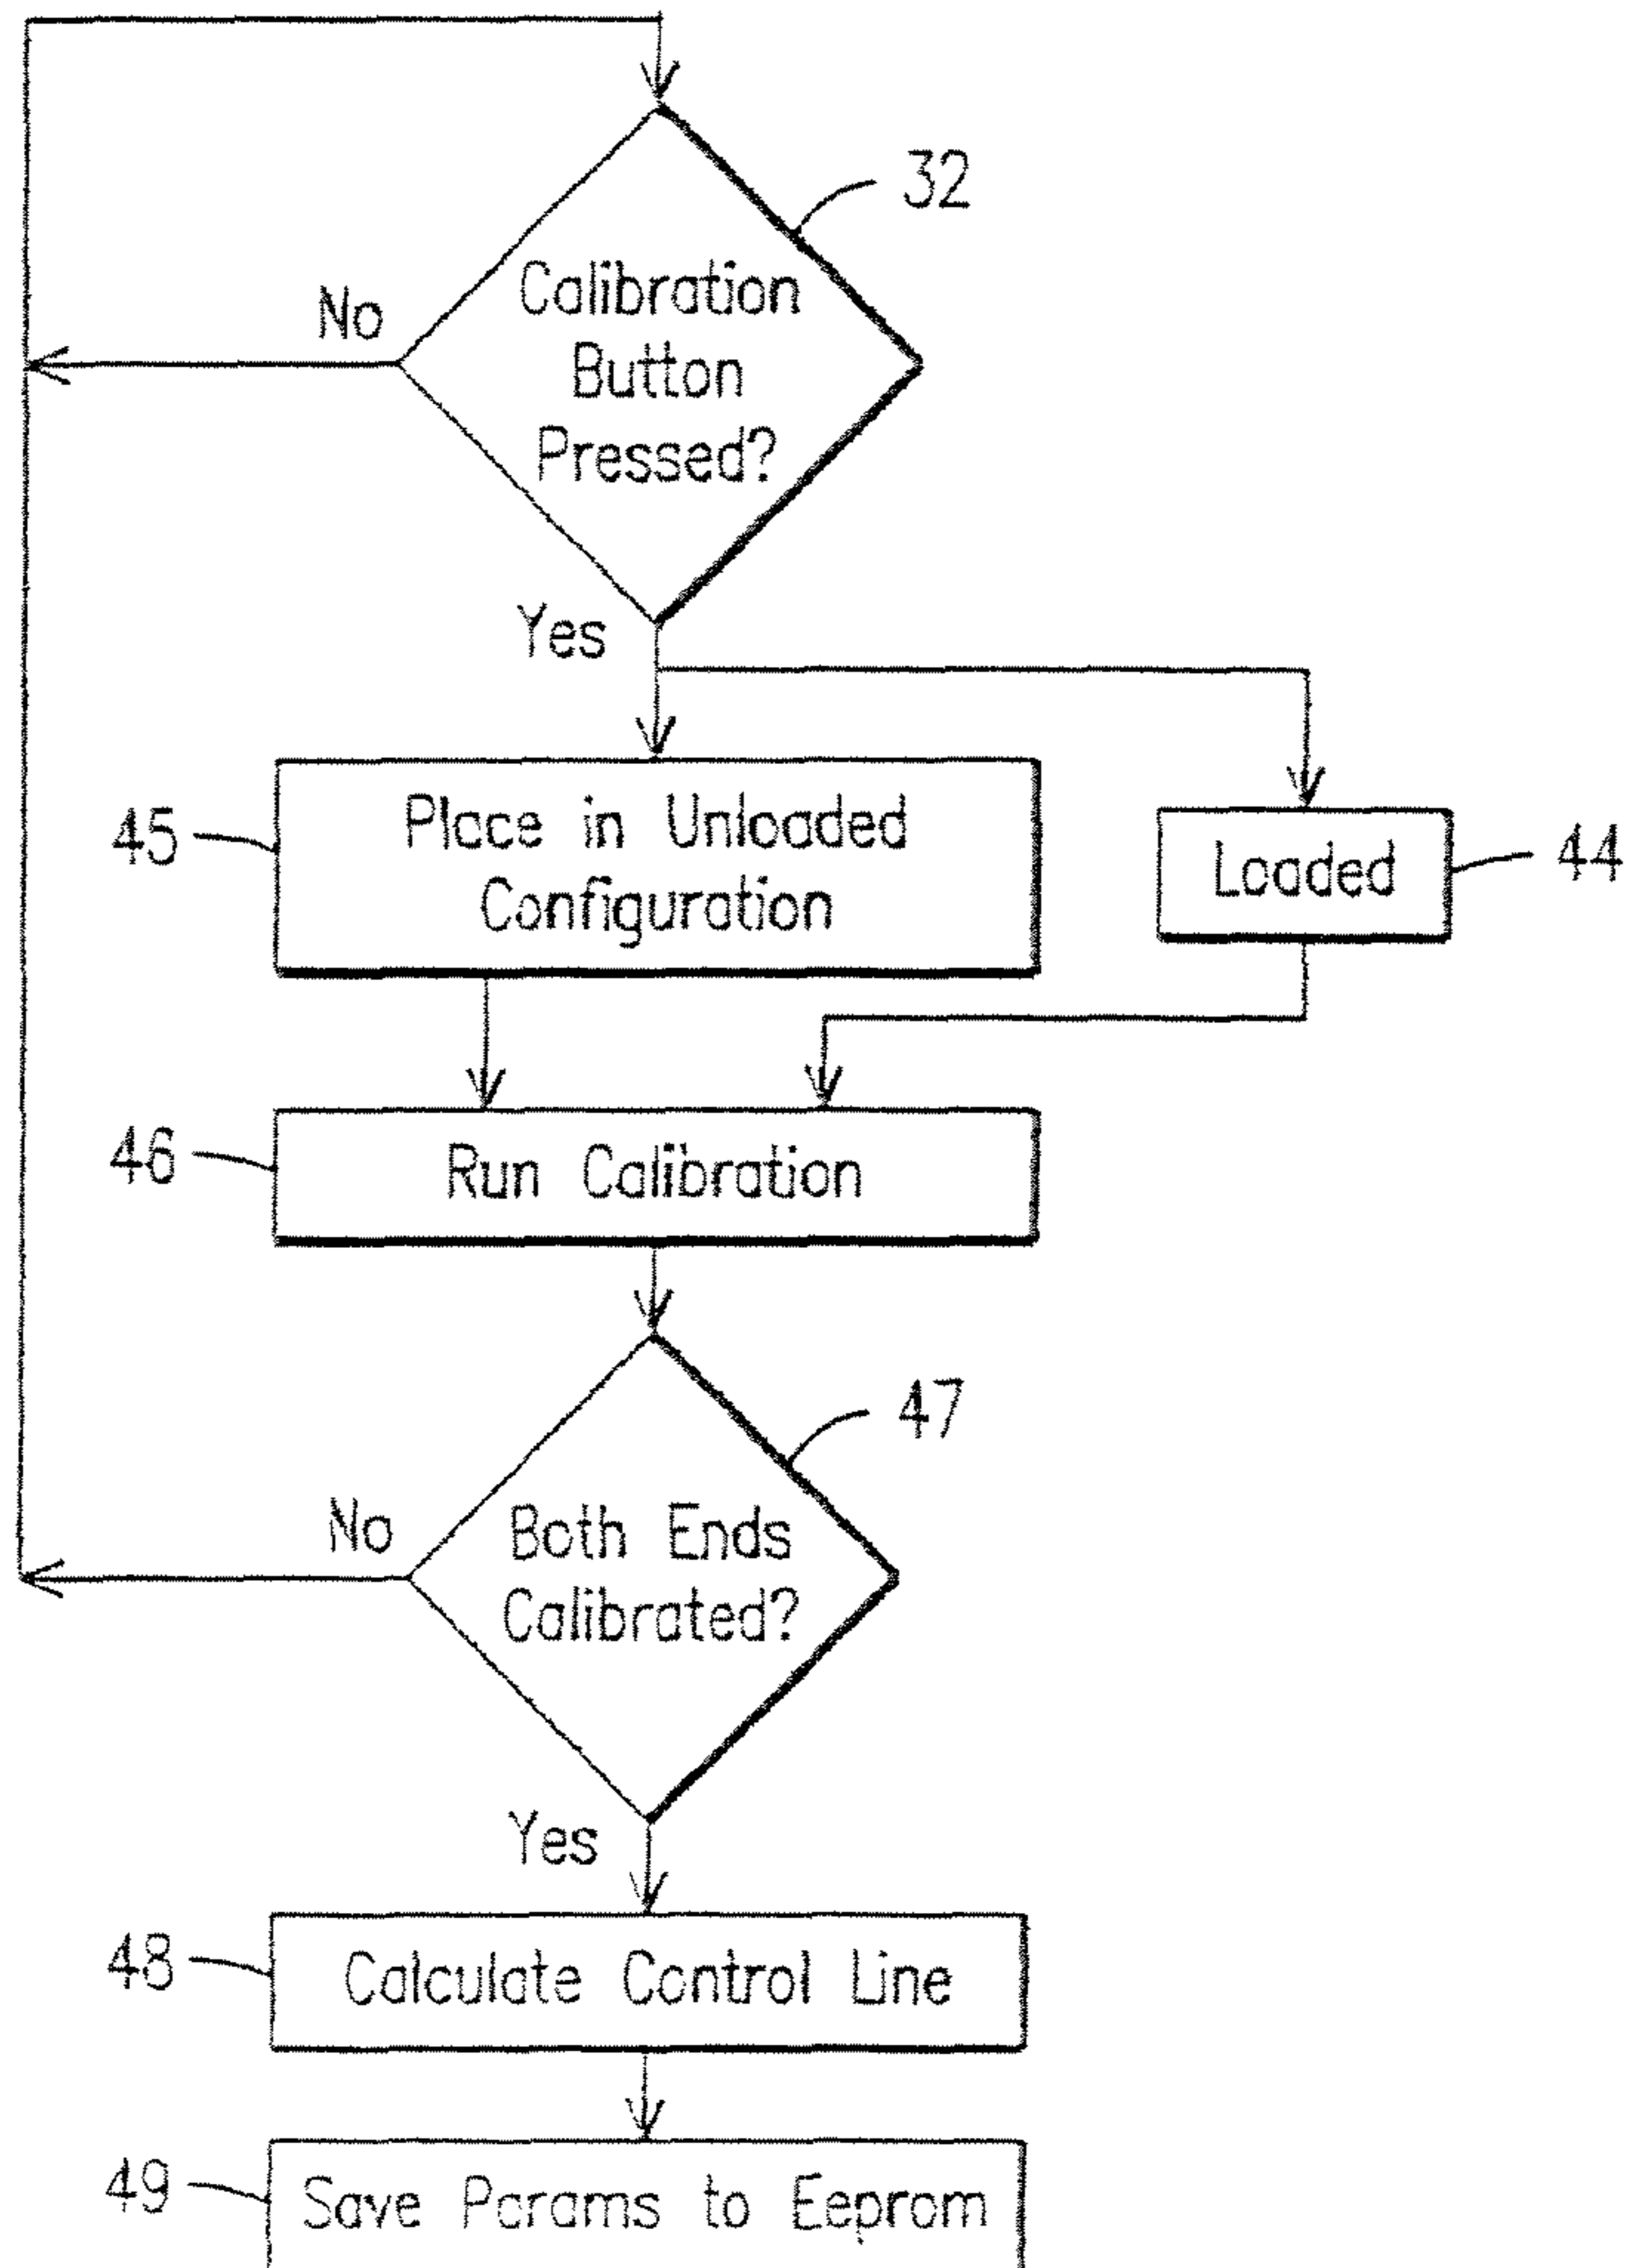 32
Calibration
Button
Pressed?
No
Yes
45
Place in Unloaded
Configuration
Loaded
44
46
Run Calibration
47
Both Ends
Calibrated?
No
Yes
48
Calculate Control Line
49
Save Params to Eeprom